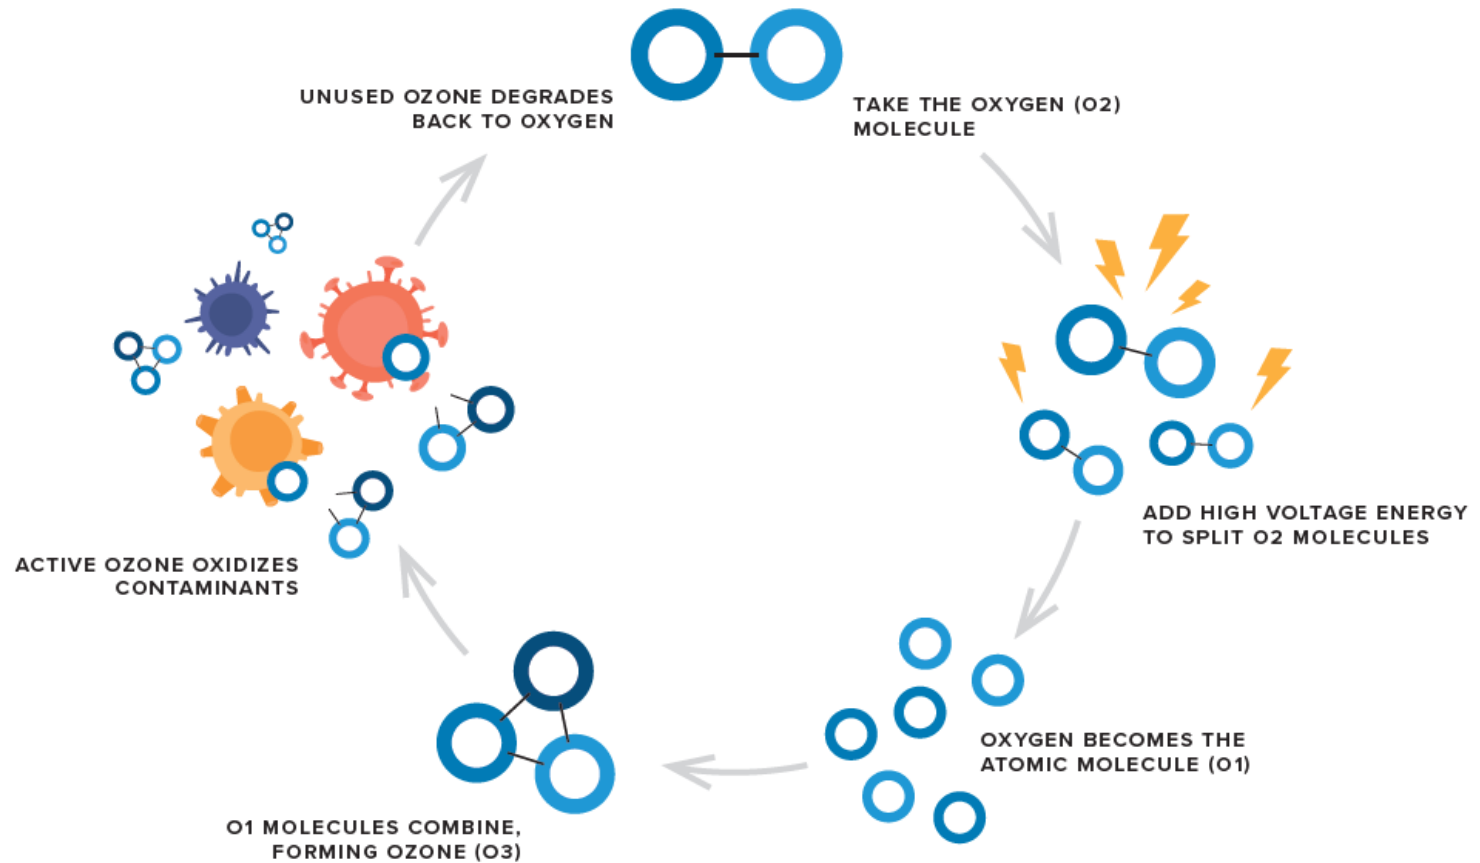 UNUSED OZONE DEGRADES
BACK TO OXYGEN
TAKE THE OXYGEN (O2)
MOLECULE
ADD HIGH VOLTAGE ENERGY
TO SPLIT O2 MOLECULES
OXYGEN BECOMES THE
ATOMIC MOLECULE (O1)
O1 MOLECULES COMBINE,
FORMING OZONE (O3)
ACTIVE OZONE OXIDIZES
CONTAMINANTS